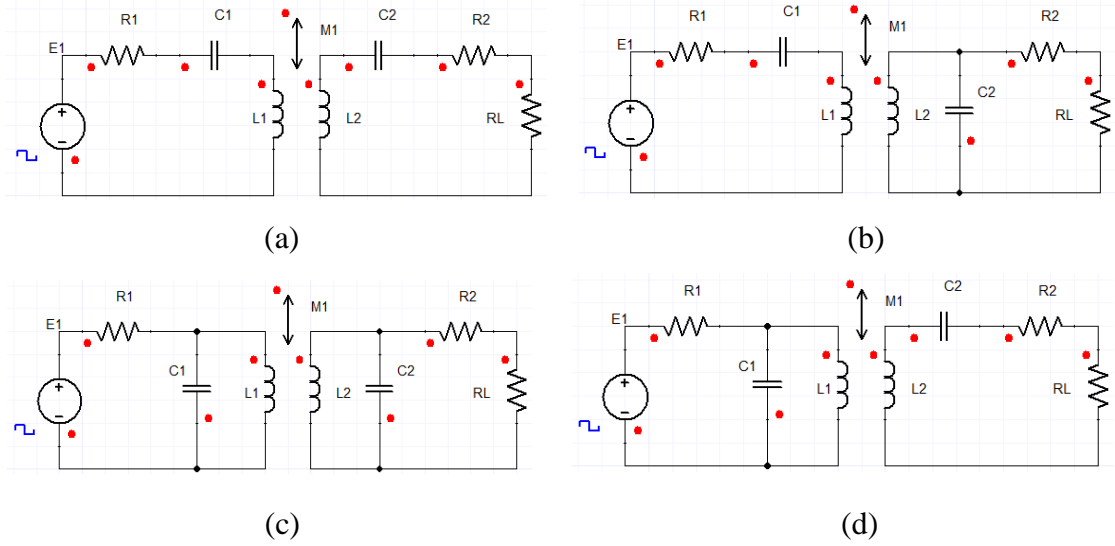 R1 C1 M1 C2 R2
E1
+
−
L1 L2 RL
(a)
R1 C1 M1 R2
E1
+
−
L1 L2 C2 RL
(b)
R1 M1 R2
E1
+
−
C1 L1 L2 C2 RL
(c)
R1 M1 C2 R2
E1
+
−
C1 L1 L2 RL
(d)